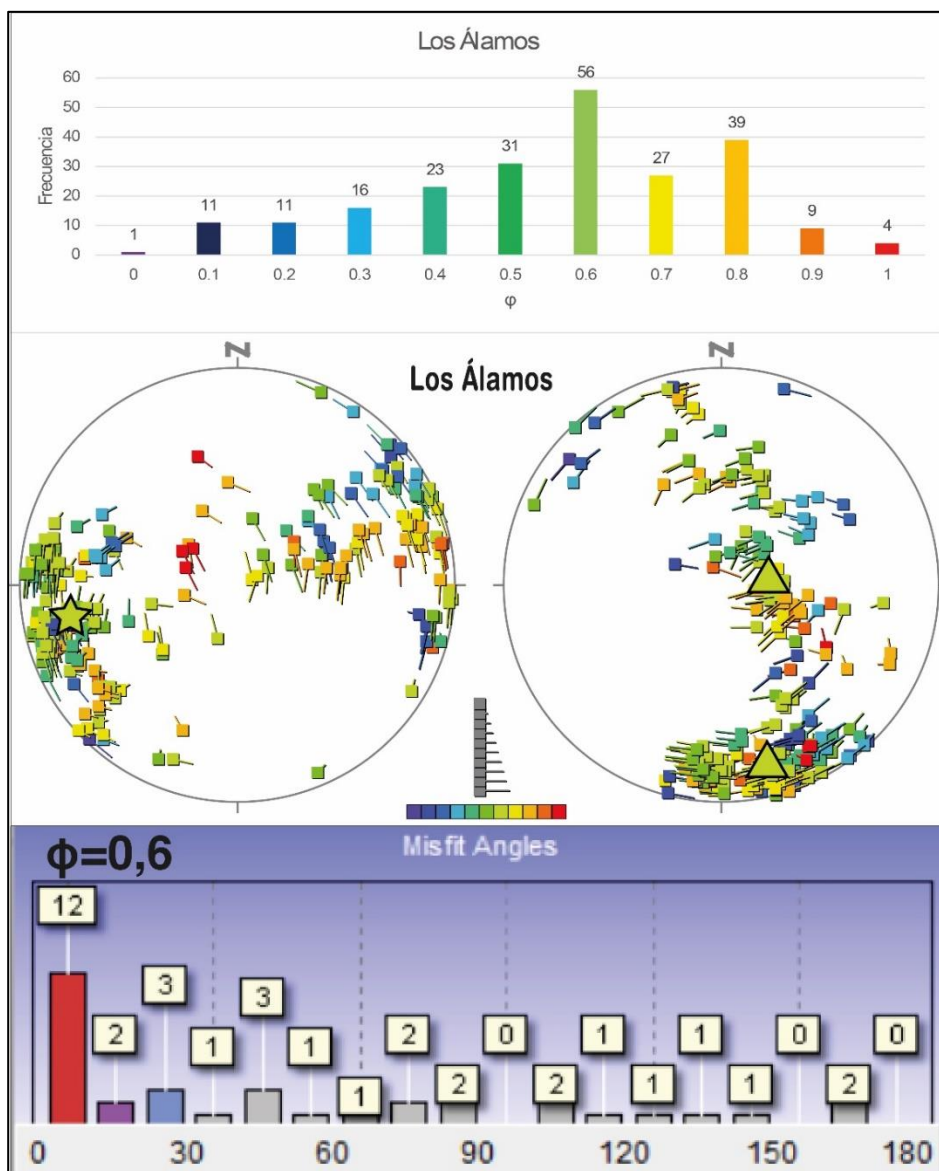 Los Álamos
Frecuencia
60
50
40
30
20
10
0
1
11
11
16
23
31
56
27
39
9
4
0 0.1 0.2 0.3 0.4 0.5 0.6 0.7 0.8 0.9 1
φ
N
Los Álamos
N
ϕ=0,6
Misfit Angles
12 2 3 1 3 1 1 2 2 0 2 1 1 1 1 0 2 0
0 30 60 90 120 150 180